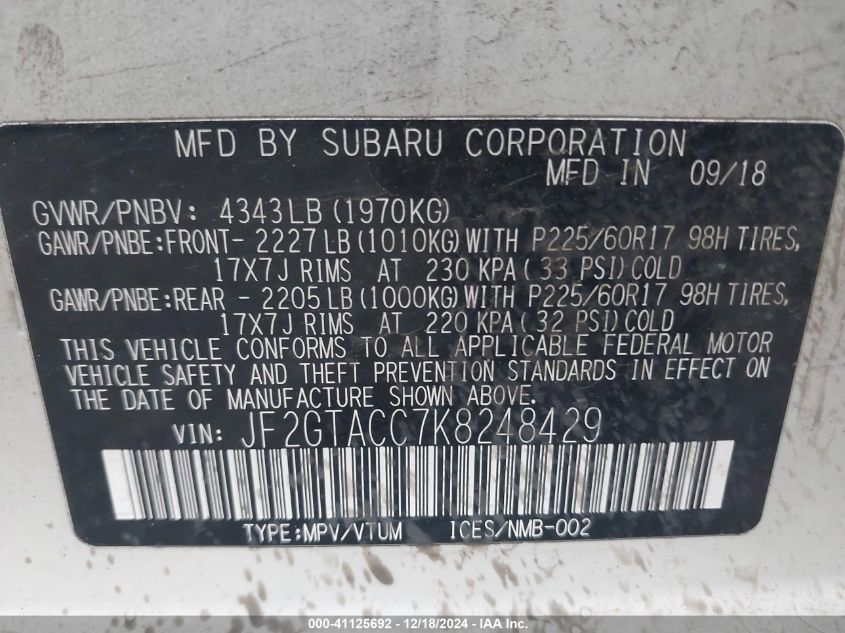 MFD BY SUBARU CORPORATION
MFD IN 09/18
GVWR/PNBV: 4343LB (1970KG)
GAWR/PNBE:FRONT- 2227LB (1010KG) WITH P225/60R17 98H TIRES,
17X7J RIMS AT 230 KPA (33 PSI) COLD
GAWR/PNBE:REAR - 2205LB (1000KG) WITH P225/60R17 98H TIRES,
17X7J RIMS AT 220 KPA (32 PSI) COLD
THIS VEHICLE CONFORMS TO ALL APPLICABLE FEDERAL MOTOR
VEHICLE SAFETY AND THEFT PREVENTION STANDARDS IN EFFECT ON
THE DATE OF MANUFACTURE SHOWN ABOVE.
VIN: JF2GTACC7K8248429
TYPE:MPV/VTUM ICES/NMB-002
000-41125692 - 12/18/2024 - IAA Inc.